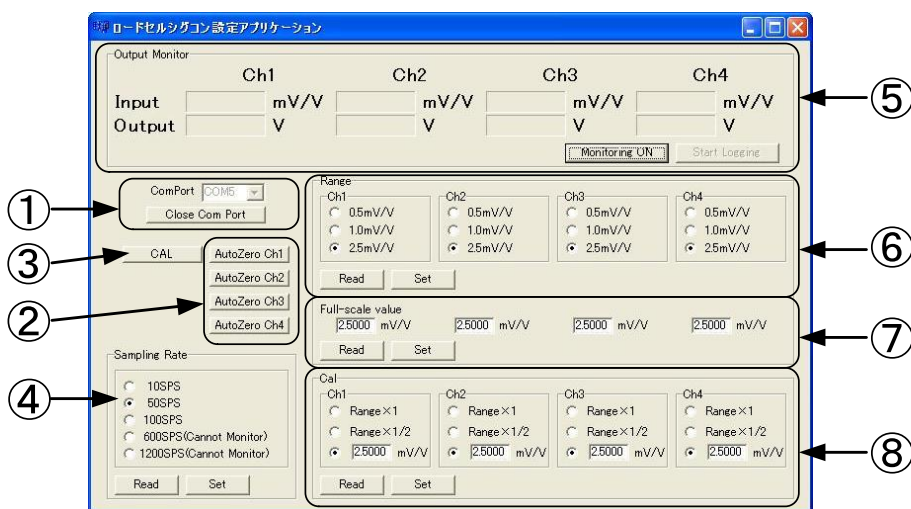 ロードセルシグコン設定アプリケーション
Output Monitor
Ch1 Ch2 Ch3 Ch4
Input mV/V mV/V mV/V mV/V
Output V V V V
Monitoring ON Start Logging
⑤
①
ComPort COM5
Close Com Port
③
CAL
②
AutoZero Ch1
AutoZero Ch2
AutoZero Ch3
AutoZero Ch4
Range
Ch1 Ch2 Ch3 Ch4
0.5mV/V 0.5mV/V 0.5mV/V 0.5mV/V
1.0mV/V 1.0mV/V 1.0mV/V 1.0mV/V
2.5mV/V 2.5mV/V 2.5mV/V 2.5mV/V
Read Set
⑥
Full-scale value
2.5000 mV/V 2.5000 mV/V 2.5000 mV/V 2.5000 mV/V
Read Set
⑦
Sampling Rate
④
10SPS
50SPS
100SPS
600SPS(Cannot Monitor)
1200SPS(Cannot Monitor)
Read Set
Cal
Ch1 Ch2 Ch3 Ch4
Range×1 Range×1 Range×1 Range×1
Range×1/2 Range×1/2 Range×1/2 Range×1/2
2.5000 mV/V 2.5000 mV/V 2.5000 mV/V 2.5000 mV/V
Read Set
⑧